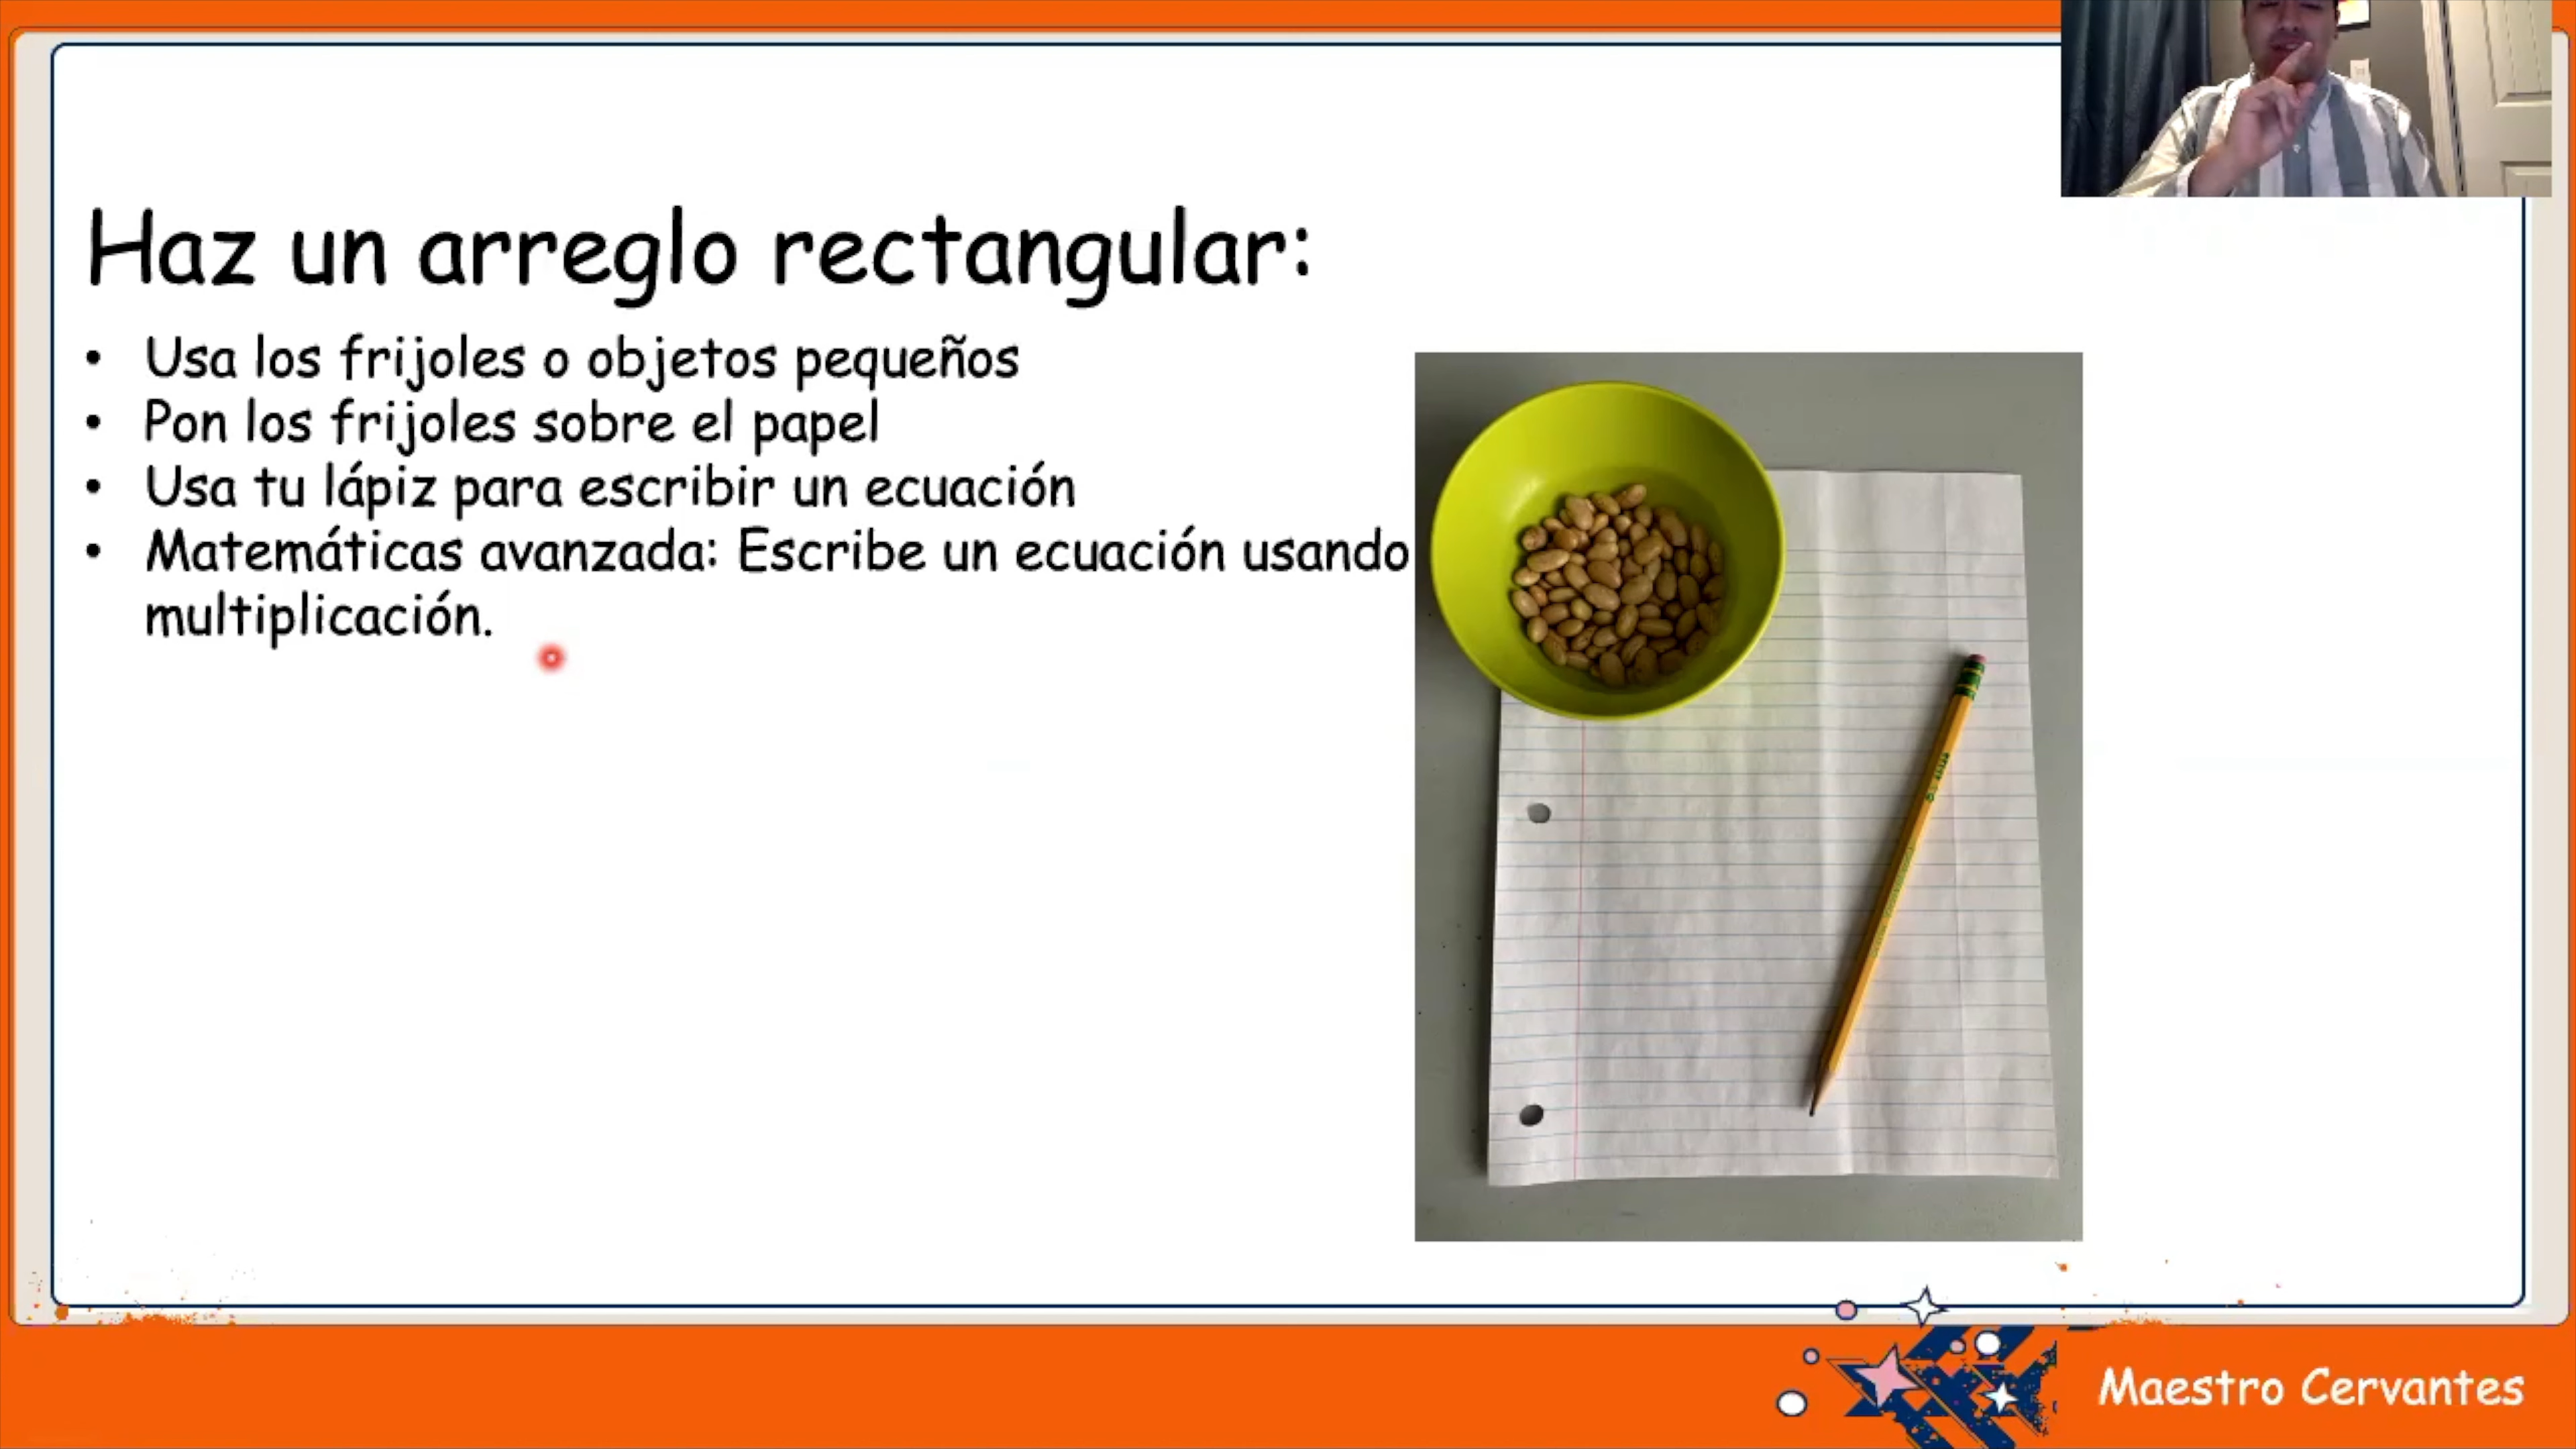 Haz un arreglo rectangular:
• Usa los frijoles o objetos pequeños
• Pon los frijoles sobre el papel
• Usa tu lápiz para escribir un ecuación
• Matemáticas avanzada: Escribe un ecuación usando
multiplicación.
Maestro Cervantes